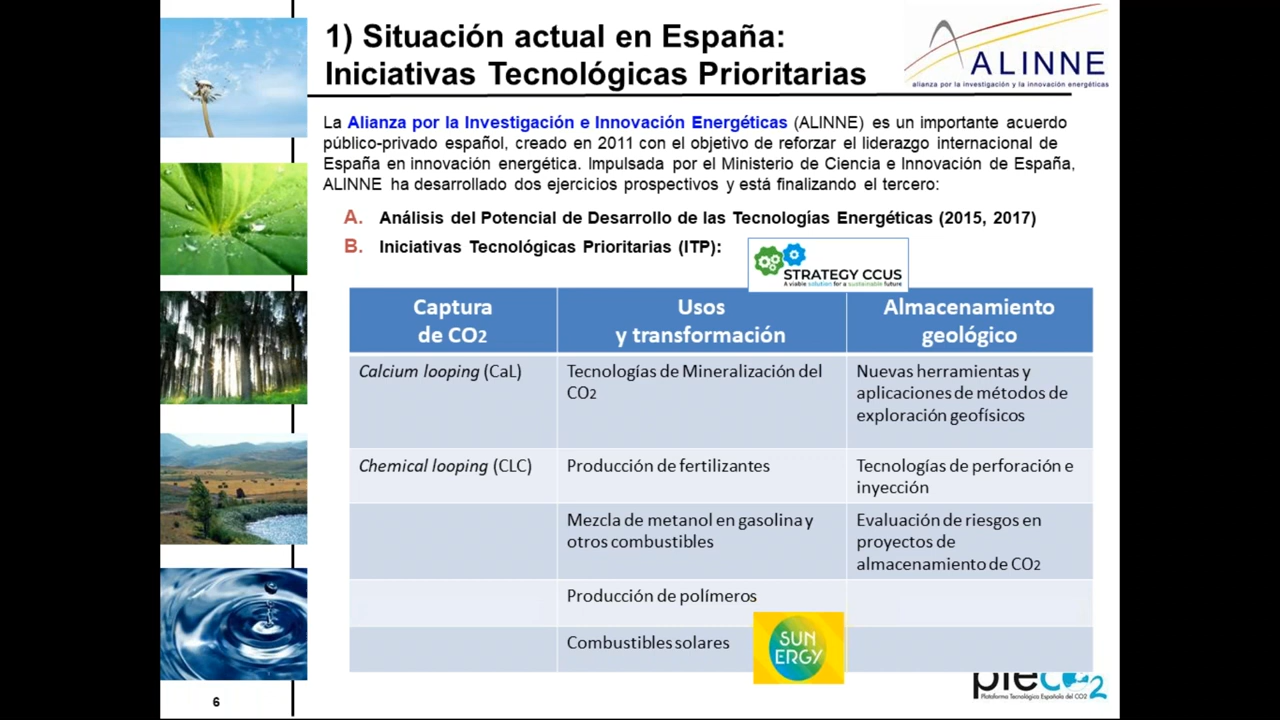 1) Situación actual en España:
Iniciativas Tecnológicas Prioritarias
ALINNE
alianza por la investigación y la innovación energéticas
La Alianza por la Investigación e Innovación Energéticas (ALINNE) es un importante acuerdo
público-privado español, creado en 2011 con el objetivo de reforzar el liderazgo internacional de
España en innovación energética. Impulsada por el Ministerio de Ciencia e Innovación de España,
ALINNE ha desarrollado dos ejercicios prospectivos y está finalizando el tercero:
A. Análisis del Potencial de Desarrollo de las Tecnologías Energéticas (2015, 2017)
B. Iniciativas Tecnológicas Prioritarias (ITP):
STRATEGY CCUS
A viable solution for a sustainable future
Captura
de CO2
Usos
y transformación
Almacenamiento
geológico
Calcium looping (CaL)
Tecnologías de Mineralización del
CO2
Nuevas herramientas y
aplicaciones de métodos de
exploración geofísicos
Chemical looping (CLC)
Producción de fertilizantes
Tecnologías de perforación e
inyección
Mezcla de metanol en gasolina y
otros combustibles
Evaluación de riesgos en
proyectos de
almacenamiento de CO2
Producción de polímeros
Combustibles solares
SUN
ERGY
pteco2
Plataforma Tecnológica Española del CO2
6